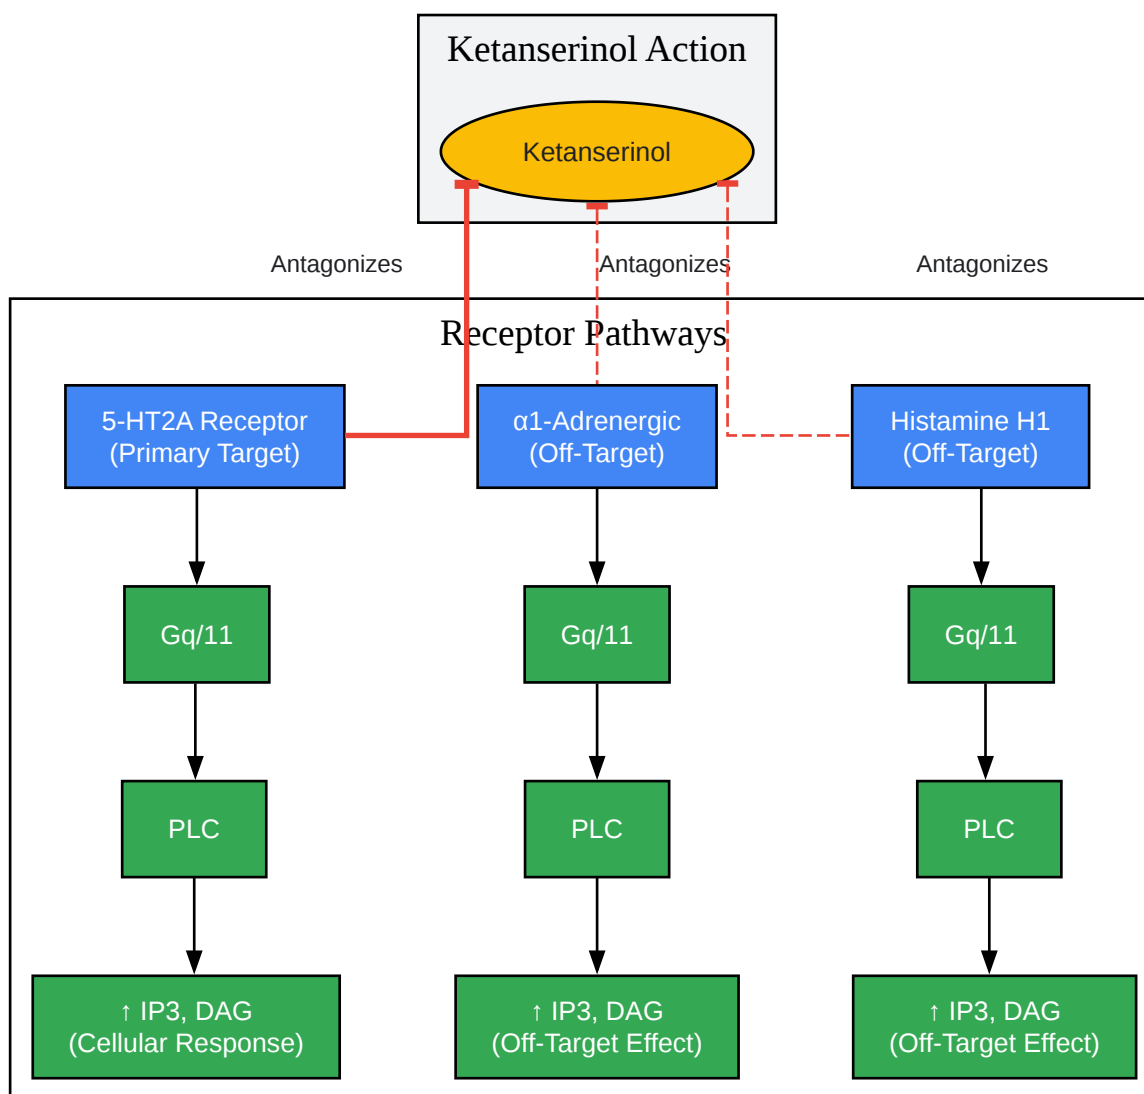 Ketanserinol Action
Ketanserinol
Antagonizes
Antagonizes
Antagonizes
Receptor Pathways
5-HT2A Receptor
(Primary Target)
α1-Adrenergic
(Off-Target)
Histamine H1
(Off-Target)
Gq/11
Gq/11
Gq/11
PLC
PLC
PLC
↑ IP3, DAG
(Cellular Response)
↑ IP3, DAG
(Off-Target Effect)
↑ IP3, DAG
(Off-Target Effect)